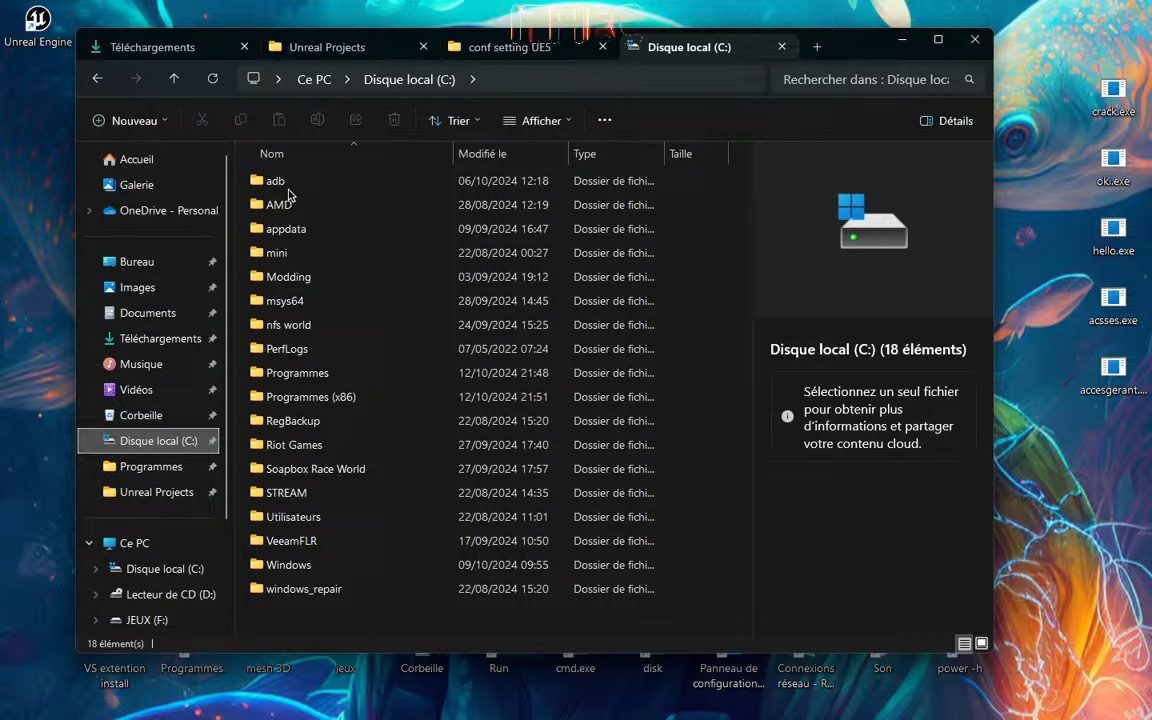 Unreal Engine
Téléchargements
Unreal Projects
conf setting UE5
Disque local (C:)
Ce PC
Disque local (C:)
Rechercher dans : Disque loca
Nouveau
Trier
Afficher
Détails
Accueil
Galerie
OneDrive - Personal
Bureau
Images
Documents
Téléchargements
Musique
Vidéos
Corbeille
Disque local (C:)
Programmes
Unreal Projects
Ce PC
Disque local (C:)
Lecteur de CD (D:)
JEUX (F:)
Nom Modifié le Type Taille
adb 06/10/2024 12:18 Dossier de fichi...
AMD 28/08/2024 12:19 Dossier de fichi...
appdata 09/09/2024 16:47 Dossier de fichi...
mini 22/08/2024 00:27 Dossier de fichi...
Modding 03/09/2024 19:12 Dossier de fichi...
msys64 28/09/2024 14:45 Dossier de fichi...
nfs world 24/09/2024 15:25 Dossier de fichi...
PerfLogs 07/05/2022 07:24 Dossier de fichi...
Programmes 12/10/2024 21:48 Dossier de fichi...
Programmes (x86) 12/10/2024 21:51 Dossier de fichi...
RegBackup 22/08/2024 15:20 Dossier de fichi...
Riot Games 27/09/2024 17:40 Dossier de fichi...
Soapbox Race World 27/09/2024 17:57 Dossier de fichi...
STREAM 22/08/2024 14:35 Dossier de fichi...
Utilisateurs 22/08/2024 11:01 Dossier de fichi...
VeeamFLR 17/09/2024 10:50 Dossier de fichi...
Windows 09/10/2024 09:55 Dossier de fichi...
windows_repair 22/08/2024 15:20 Dossier de fichi...
Disque local (C:) (18 éléments)
Sélectionnez un seul fichier
pour obtenir plus
d'informations et partager
votre contenu cloud.
18 élément(s)
crack.exe
oki.exe
hello.exe
acsses.exe
accesgerant....
VS extention
install
Programmes
mesh 3D
jeux
Corbeille
Run
cmd.exe
disk
Panneau de
configuration...
Connexions
réseau - R...
Son
power -h